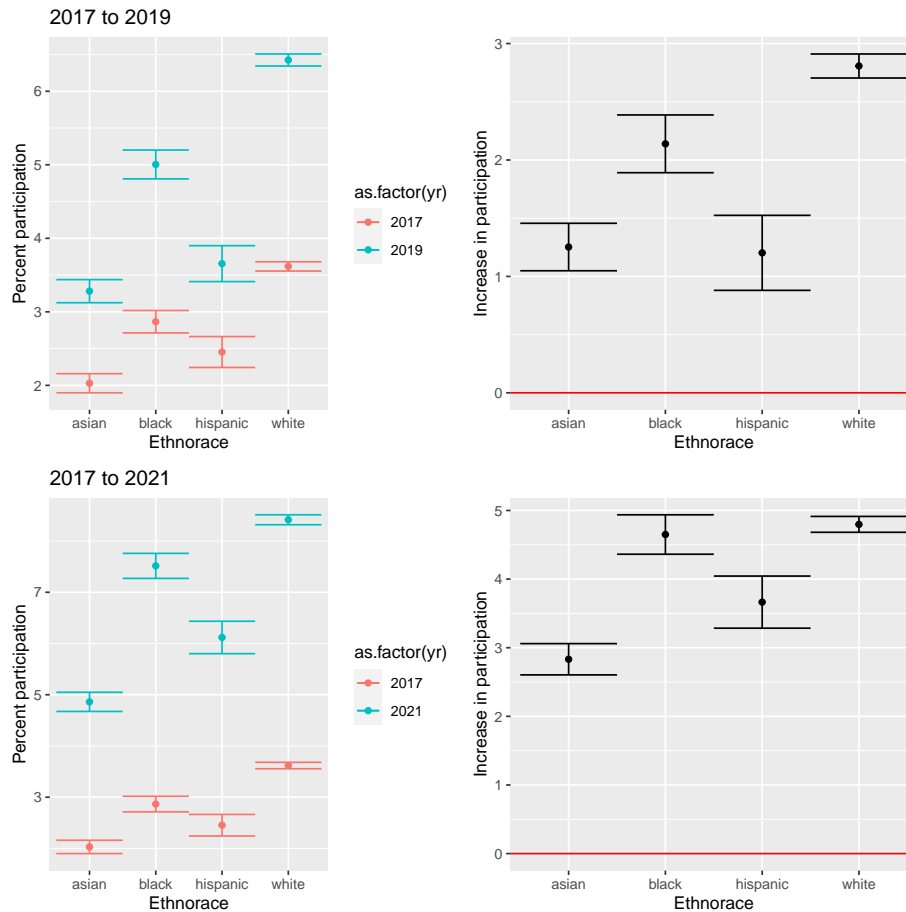 2017 to 2019
Percent participation
6
5
4
3
2
asian black hispanic white
Ethnorace
as.factor(yr)
2017
2019
Increase in participation
3
2
1
0
asian black hispanic white
Ethnorace
2017 to 2021
Percent participation
7
5
3
asian black hispanic white
Ethnorace
as.factor(yr)
2017
2021
Increase in participation
5
4
3
2
1
0
asian black hispanic white
Ethnorace